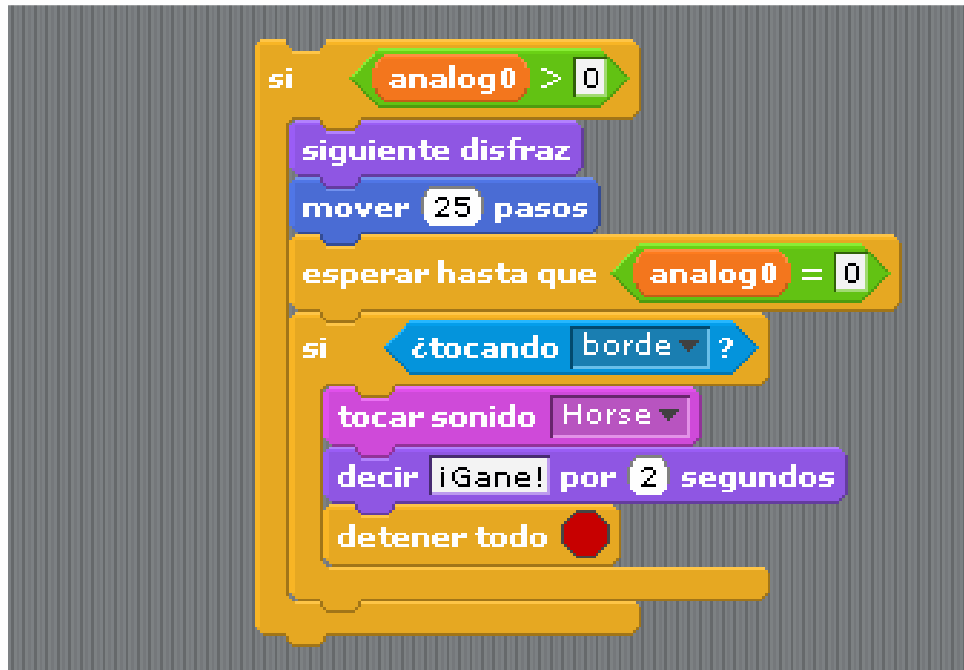 si analog0 > 0
siguiente disfraz
mover 25 pasos
esperar hasta que analog0 = 0
si ¿tocando borde ?
tocar sonido Horse
decir ¡Gane! por 2 segundos
detener todo